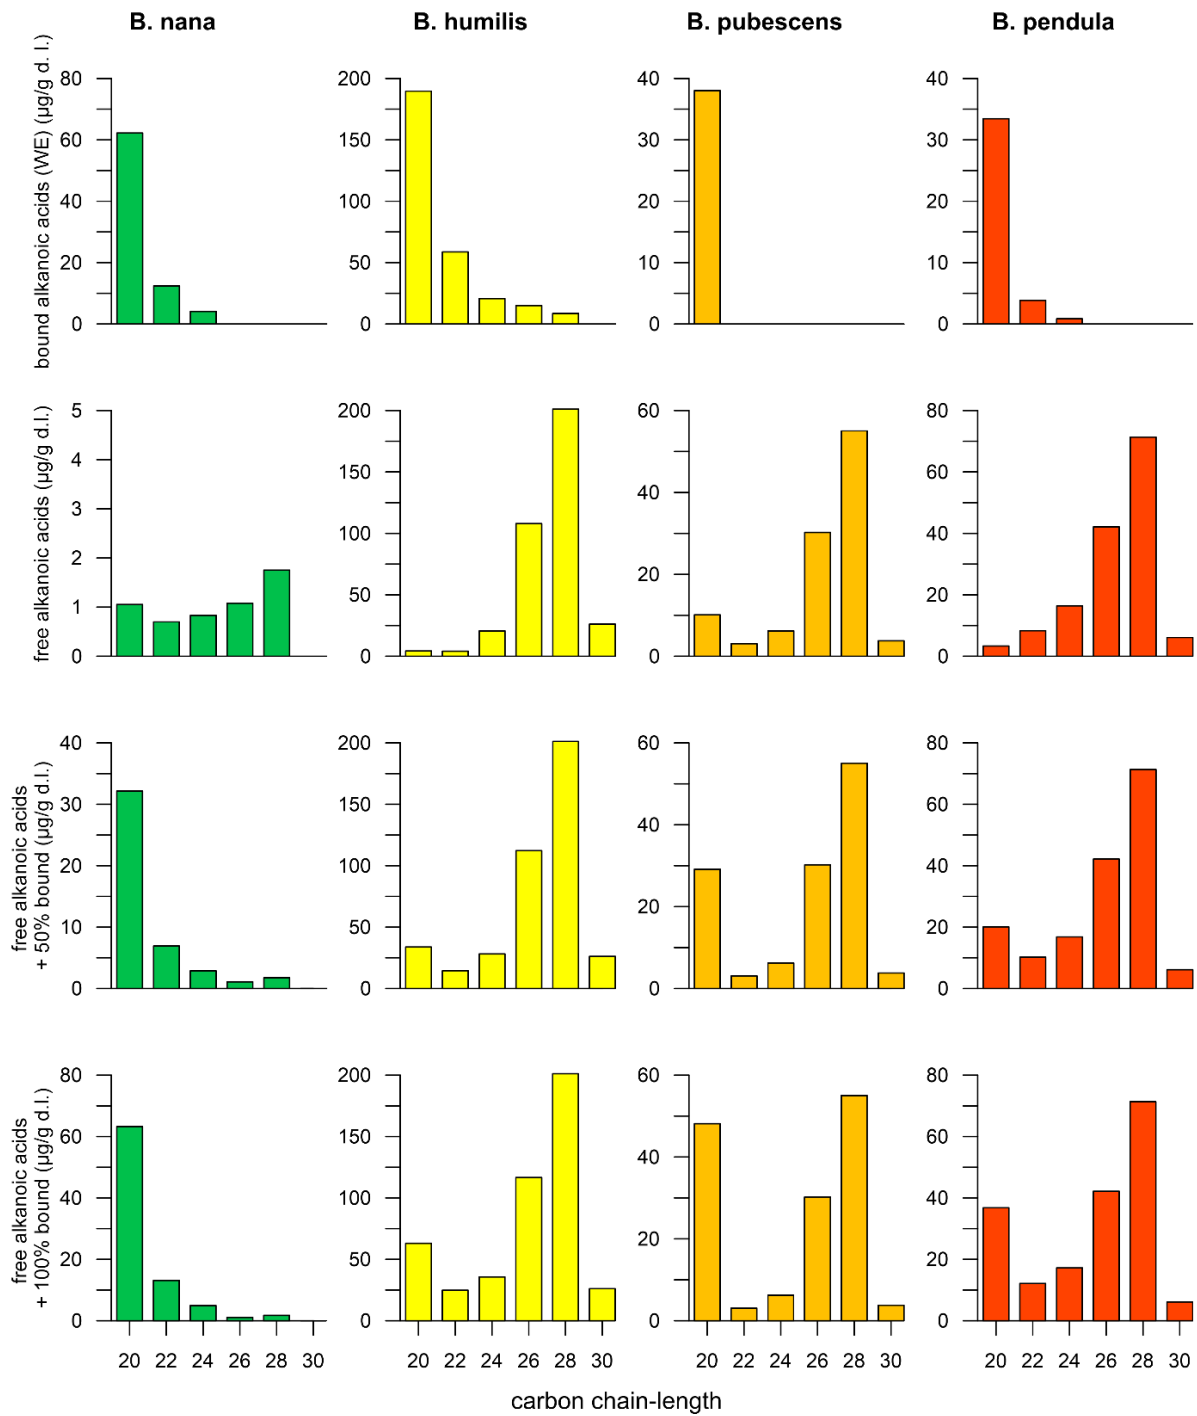 B. nana B. humilis B. pubescens B. pendula
bound alkanoic acids (WE) (µg/g d. l.)
80 60 40 20 0
200 150 100 50 0
40 30 20 10 0
40 30 20 10 0
free alkanoic acids (µg/g d.l.)
5 4 3 2 1 0
200 150 100 50 0
60 40 20 0
80 60 40 20 0
free alkanoic acids
+ 50% bound (µg/g d.l.)
40 30 20 10 0
200 150 100 50 0
60 40 20 0
80 60 40 20 0
free alkanoic acids
+ 100% bound (µg/g d.l.)
80 60 40 20 0
200 150 100 50 0
60 40 20 0
80 60 40 20 0
20 22 24 26 28 30 20 22 24 26 28 30 20 22 24 26 28 30 20 22 24 26 28 30
carbon chain-length